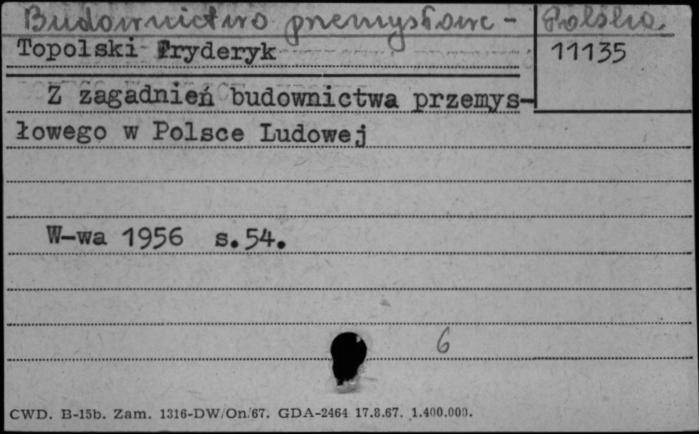 Budownictwo przemysłowe - Polska
Topolski Fryderyk
11135
Z zagadnień budownictwa przemys-
łowego w Polsce Ludowej
W-wa 1956 s.54.
6
CWD. B-15b. Zam. 1316-DW/On/67. GDA-2464 17.8.67. 1.400.000.